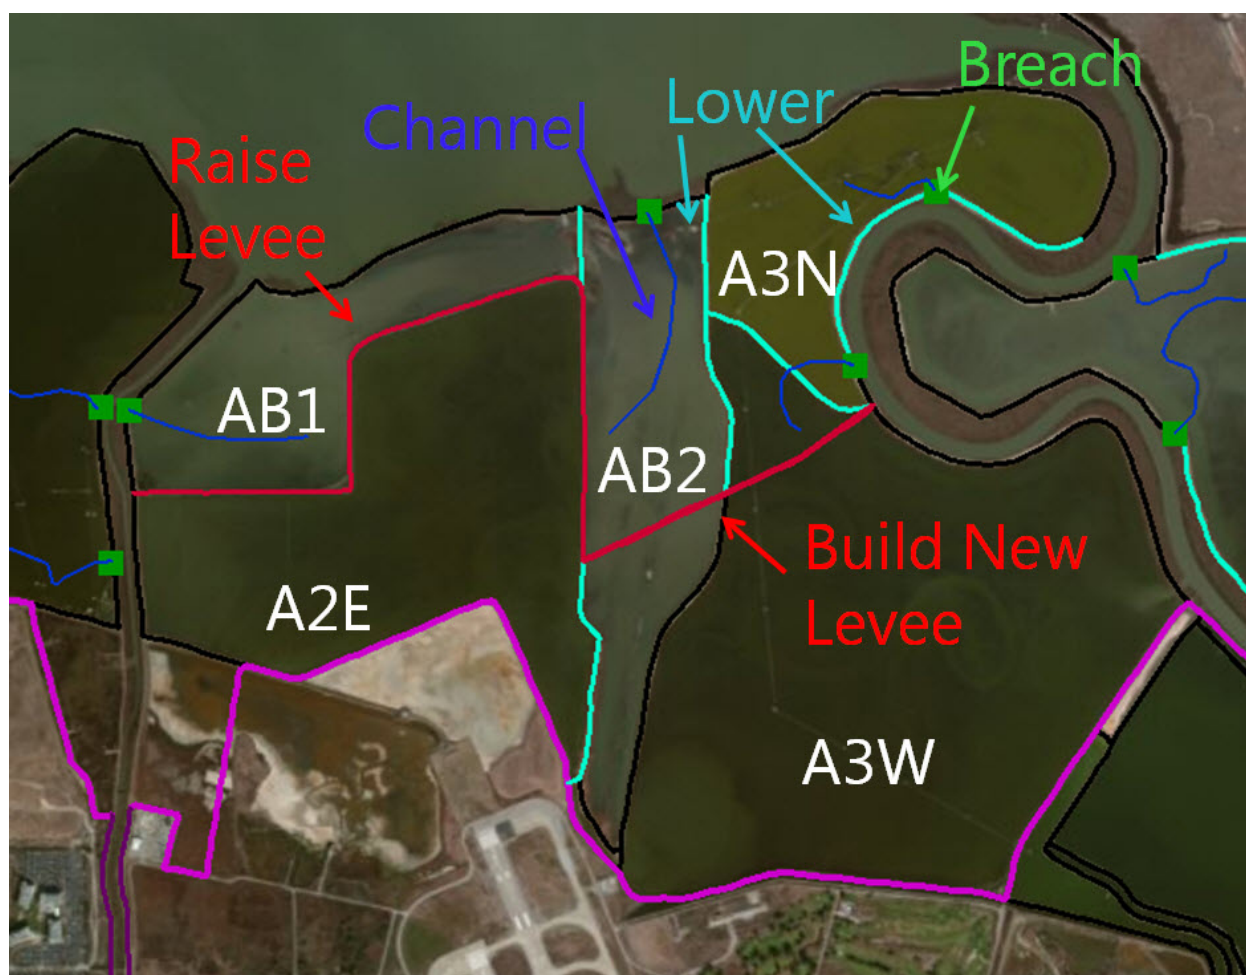 Breach
Lower
Channel
Raise
Levee
A3N
AB1
AB2
Build New
Levee
A2E
A3W